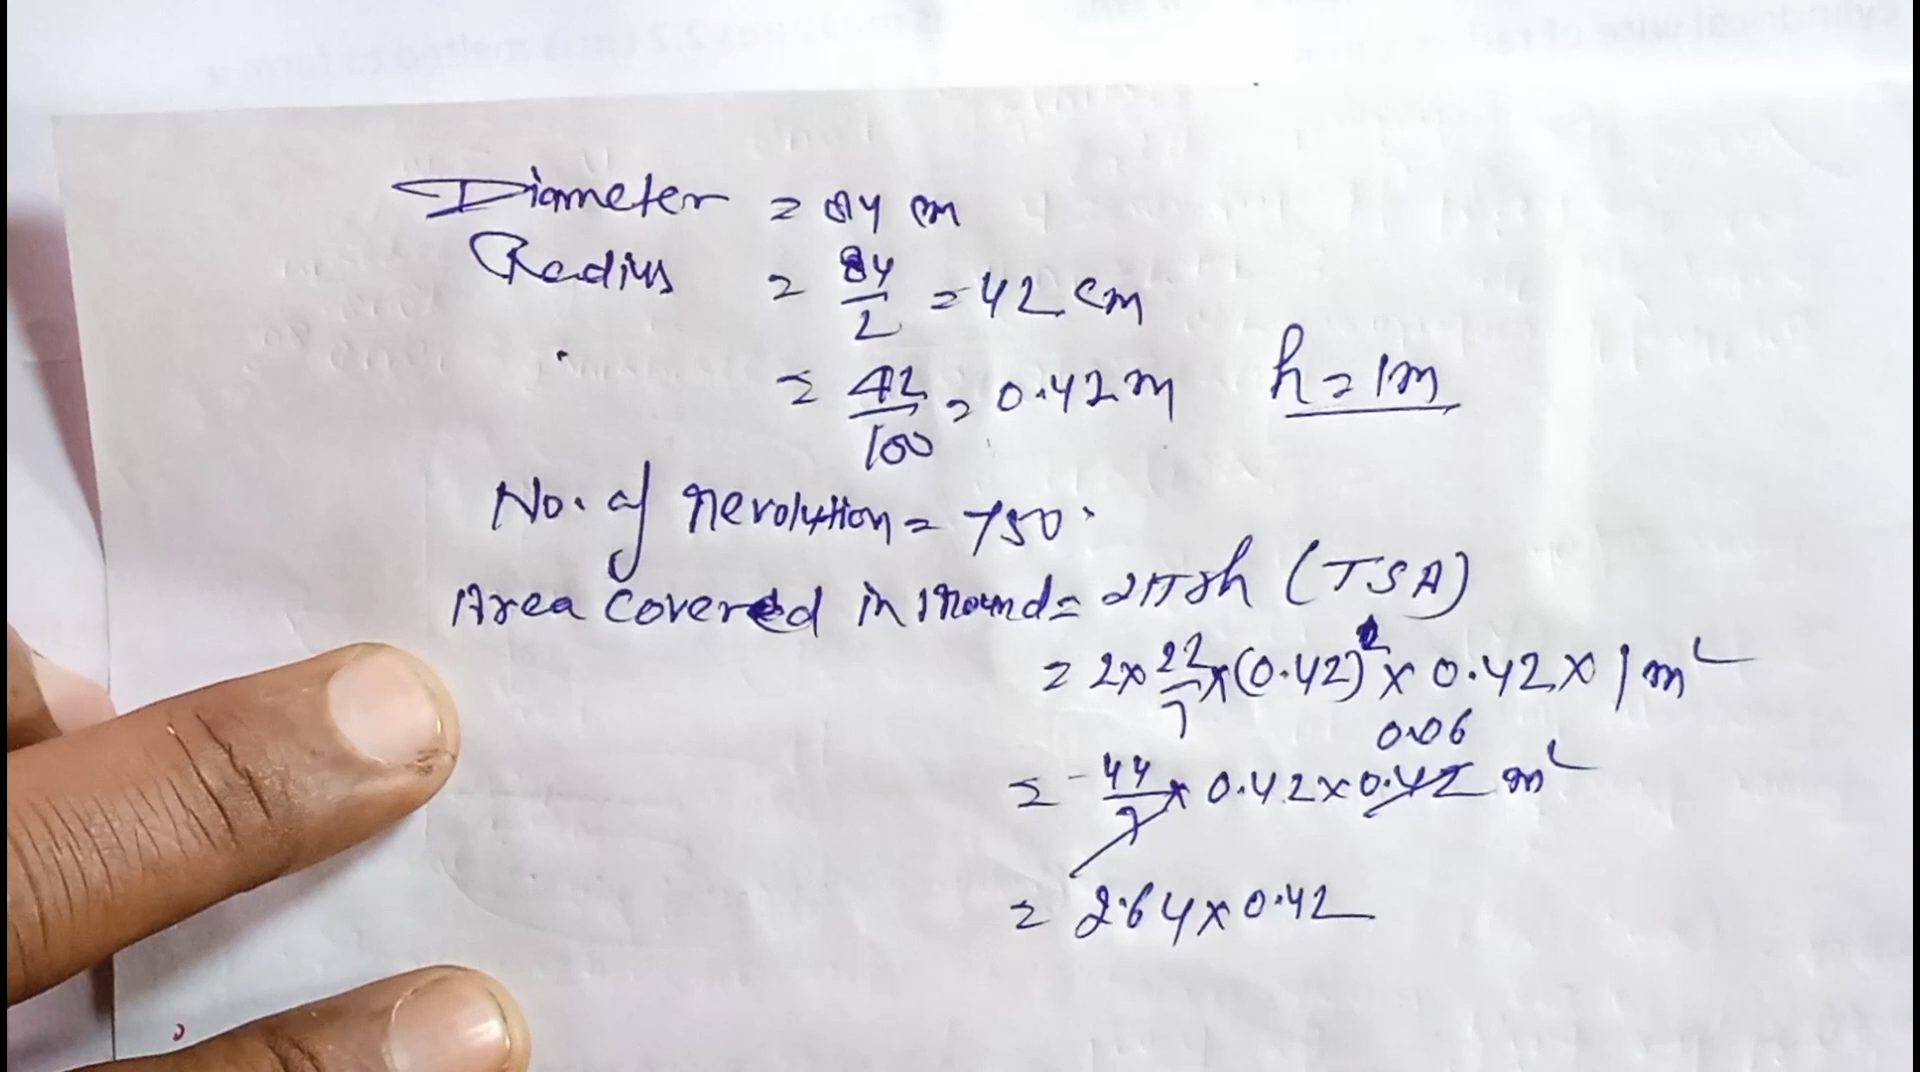 Diameter = 84 cm
Radius = 84/2 = 42 cm
= 42/100 = 0.42 m h = 1m
No. of revolution = 750.
Area covered in 1 round = 2πrh (TSA)
= 2 × 22/7 × (0.42)² × 0.42 × 1 m²
0.06
= 44/7 × 0.42 × 0.42 m²
= 2.64 × 0.42